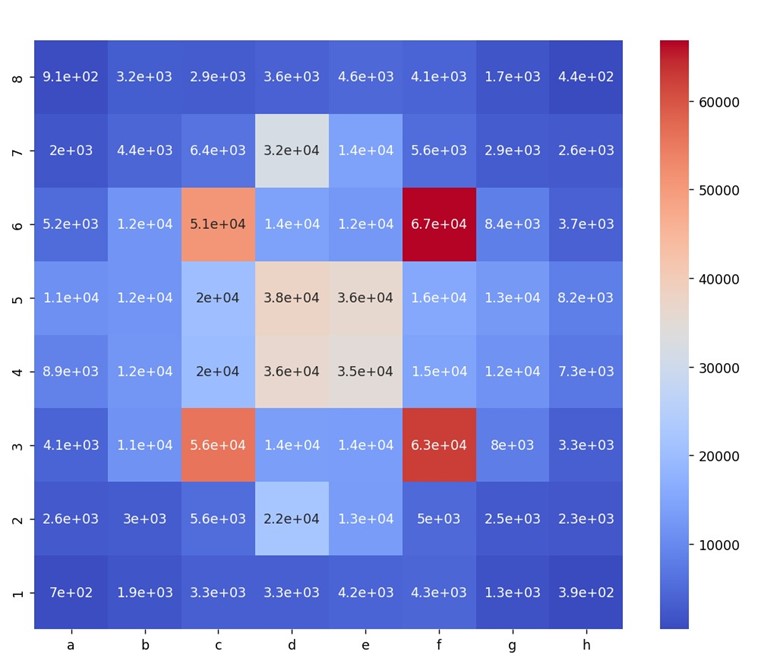 8 9.1e+02 3.2e+03 2.9e+03 3.6e+03 4.6e+03 4.1e+03 1.7e+03 4.4e+02
60000
7 2e+03 4.4e+03 6.4e+03 3.2e+04 1.4e+04 5.6e+03 2.9e+03 2.6e+03
50000
6 5.2e+03 1.2e+04 5.1e+04 1.4e+04 1.2e+04 6.7e+04 8.4e+03 3.7e+03
40000
5 1.1e+04 1.2e+04 2e+04 3.8e+04 3.6e+04 1.6e+04 1.3e+04 8.2e+03
30000
4 8.9e+03 1.2e+04 2e+04 3.6e+04 3.5e+04 1.5e+04 1.2e+04 7.3e+03
3 4.1e+03 1.1e+04 5.6e+04 1.4e+04 1.4e+04 6.3e+04 8e+03 3.3e+03
20000
2 2.6e+03 3e+03 5.6e+03 2.2e+04 1.3e+04 5e+03 2.5e+03 2.3e+03
10000
1 7e+02 1.9e+03 3.3e+03 3.3e+03 4.2e+03 4.3e+03 1.3e+03 3.9e+02
a b c d e f g h